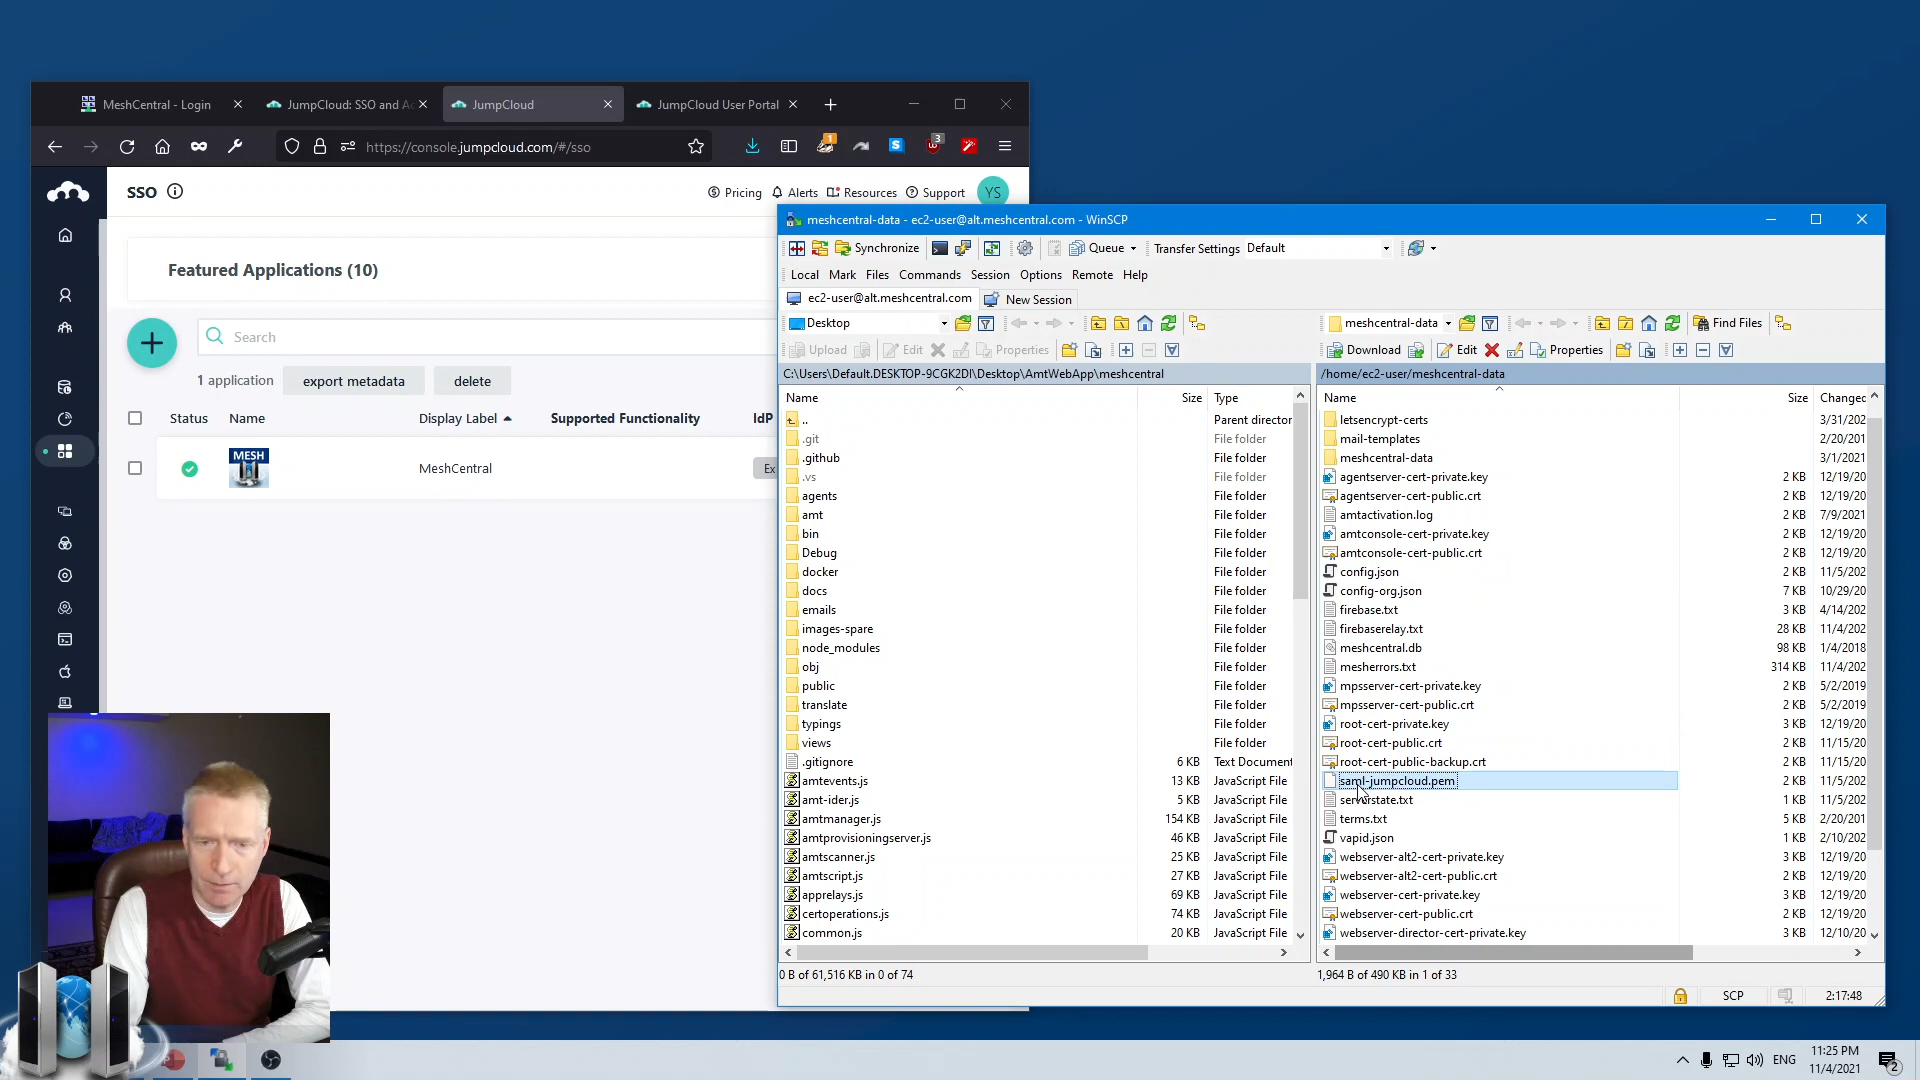 MeshCentral - Login
JumpCloud: SSO and Ac
JumpCloud
JumpCloud User Portal
https://console.jumpcloud.com/#/sso
1
3
SSO
Pricing
Alerts
Resources
Support
YS
Featured Applications (10)
Search
1 application
export metadata
delete
Status
Name
Display Label
Supported Functionality
IdP
MESH
MeshCentral
Ex
meshcentral-data - ec2-user@alt.meshcentral.com - WinSCP
Synchronize
Queue
Transfer Settings Default
Local Mark Files Commands Session Options Remote Help
ec2-user@alt.meshcentral.com
New Session
Desktop
meshcentral-data
Find Files
Upload
Edit
Properties
Download
Edit
Properties
C:\Users\Default.DESKTOP-9CGK2DI\Desktop\AmtWebApp\meshcentral
Name Size Type
.. Parent director
.git File folder
.github File folder
.vs File folder
agents File folder
amt File folder
bin File folder
Debug File folder
docker File folder
docs File folder
emails File folder
images-spare File folder
node_modules File folder
obj File folder
public File folder
translate File folder
typings File folder
views File folder
.gitignore 6 KB Text Document
amtevents.js 13 KB JavaScript File
amt-ider.js 5 KB JavaScript File
amtmanager.js 154 KB JavaScript File
amtprovisioningserver.js 46 KB JavaScript File
amtscanner.js 25 KB JavaScript File
amtscript.js 27 KB JavaScript File
apprelays.js 69 KB JavaScript File
certoperations.js 74 KB JavaScript File
common.js 20 KB JavaScript File
0 B of 61,516 KB in 0 of 74
/home/ec2-user/meshcentral-data
Name Size Changed
letsencrypt-certs 3/31/202
mail-templates 2/20/201
meshcentral-data 3/1/2021
agentserver-cert-private.key 2 KB 12/19/20
agentserver-cert-public.crt 2 KB 12/19/20
amtactivation.log 2 KB 7/9/2021
amtconsole-cert-private.key 2 KB 12/19/20
amtconsole-cert-public.crt 2 KB 12/19/20
config.json 2 KB 11/5/202
config-org.json 7 KB 10/29/20
firebase.txt 3 KB 4/14/202
firebaserelay.txt 28 KB 11/4/202
meshcentral.db 98 KB 1/4/2018
mesherrors.txt 314 KB 11/4/202
mpsserver-cert-private.key 2 KB 5/2/2019
mpsserver-cert-public.crt 2 KB 5/2/2019
root-cert-private.key 3 KB 12/19/20
root-cert-public.crt 2 KB 11/15/20
root-cert-public-backup.crt 2 KB 11/15/20
saml-jumpcloud.pem 2 KB 11/5/202
serverstate.txt 1 KB 11/5/202
terms.txt 5 KB 2/20/201
vapid.json 1 KB 2/10/202
webserver-alt2-cert-private.key 3 KB 12/19/20
webserver-alt2-cert-public.crt 2 KB 12/19/20
webserver-cert-private.key 3 KB 12/19/20
webserver-cert-public.crt 2 KB 12/19/20
webserver-director-cert-private.key 3 KB 12/10/20
1,964 B of 490 KB in 1 of 33
SCP
2:17:48
ENG
11:25 PM
11/4/2021
2